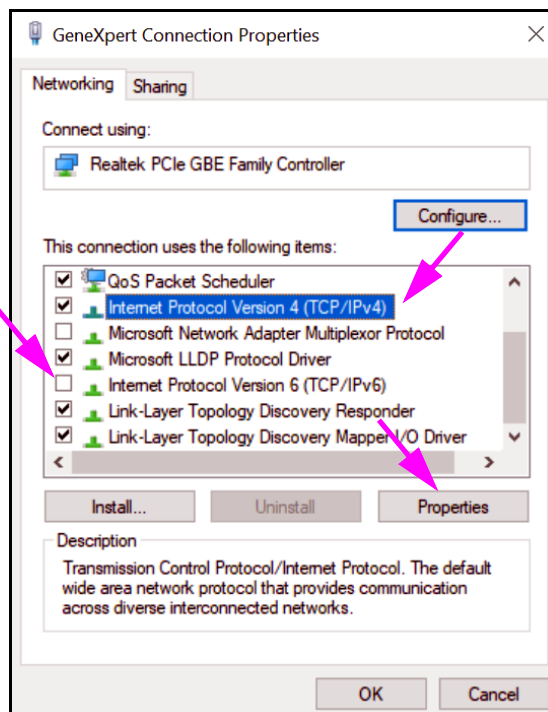 GeneXpert Connection Properties
Networking
Sharing
Connect using:
Realtek PCIe GBE Family Controller
Configure...
This connection uses the following items:
QoS Packet Scheduler
Internet Protocol Version 4 (TCP/IPv4)
Microsoft Network Adapter Multiplexor Protocol
Microsoft LLDP Protocol Driver
Internet Protocol Version 6 (TCP/IPv6)
Link-Layer Topology Discovery Responder
Link-Layer Topology Discovery Mapper I/O Driver
Install...
Uninstall
Properties
Description
Transmission Control Protocol/Internet Protocol. The default
wide area network protocol that provides communication
across diverse interconnected networks.
OK
Cancel